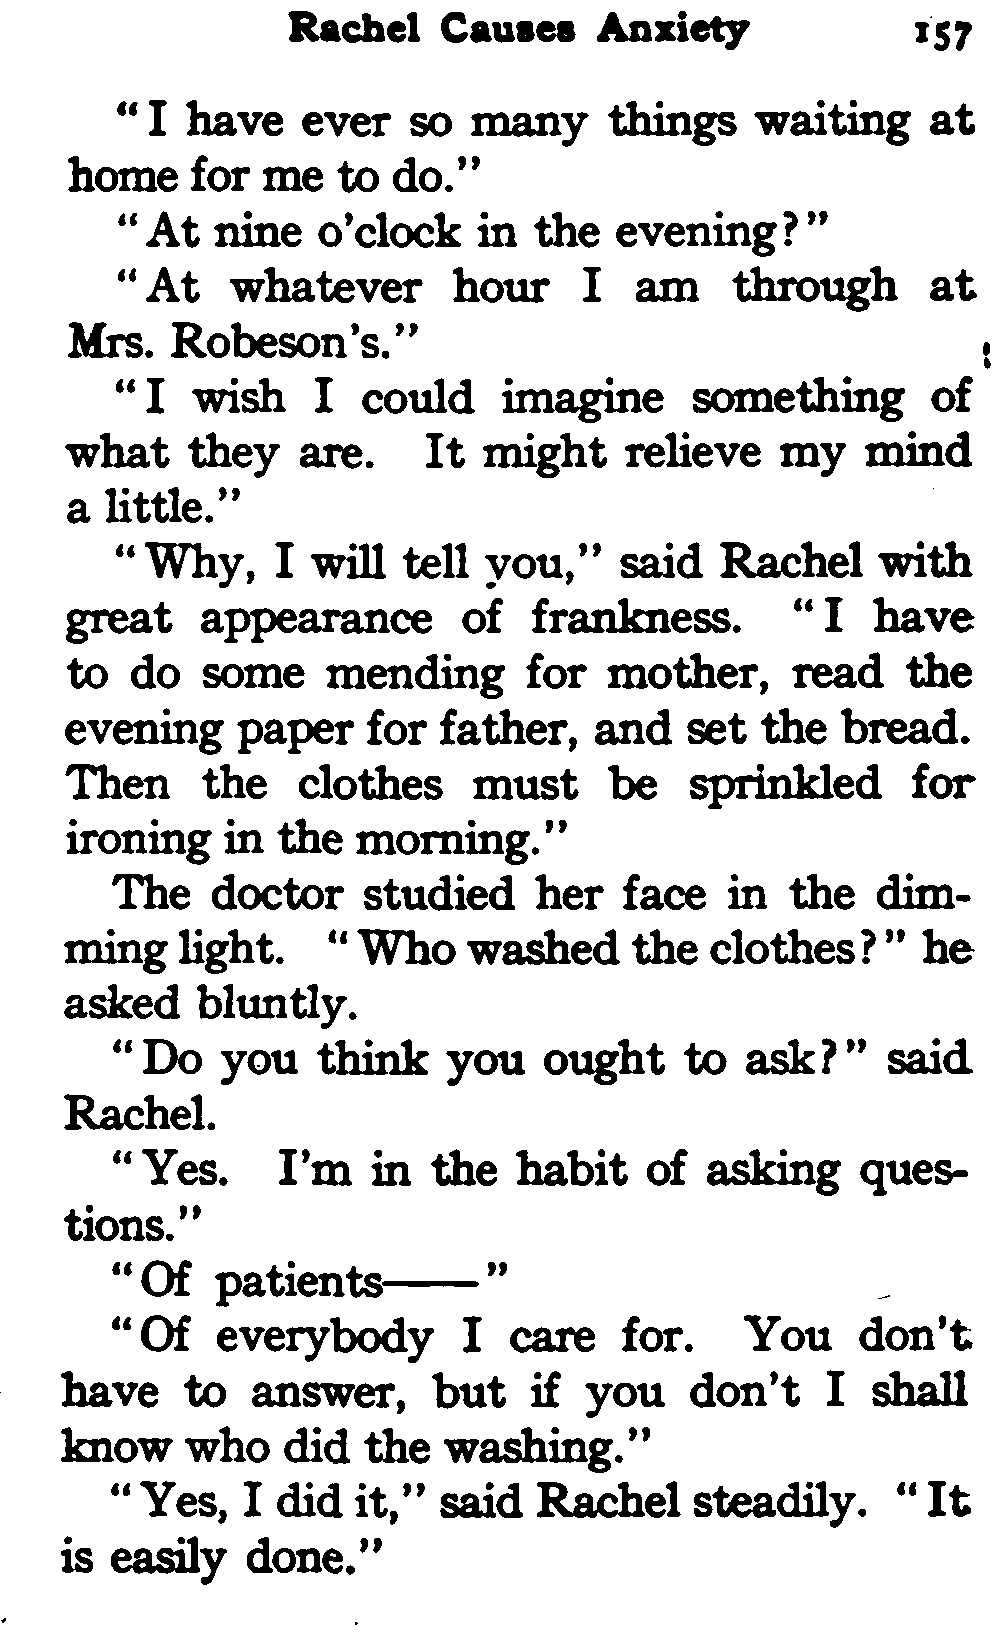 Rachel Causes Anxiety 157
"I have ever so many things waiting at
home for me to do."
"At nine o'clock in the evening?"
"At whatever hour I am through at
Mrs. Robeson's."
"I wish I could imagine something of
what they are. It might relieve my mind
a little."
"Why, I will tell you," said Rachel with
great appearance of frankness. "I have
to do some mending for mother, read the
evening paper for father, and set the bread.
Then the clothes must be sprinkled for
ironing in the morning."
The doctor studied her face in the dim-
ming light. "Who washed the clothes?" he
asked bluntly.
"Do you think you ought to ask?" said
Rachel.
"Yes. I'm in the habit of asking ques-
tions."
"Of patients——"
"Of everybody I care for. You don't
have to answer, but if you don't I shall
know who did the washing."
"Yes, I did it," said Rachel steadily. "It
is easily done."